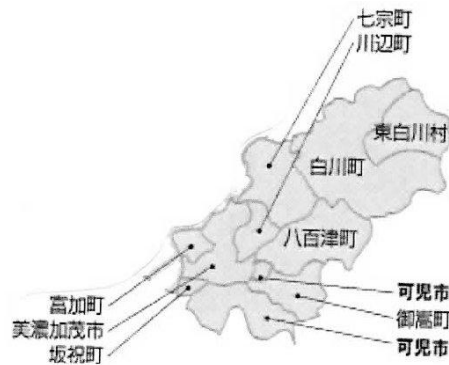 七宗町
川辺町
東白川村
白川町
八百津町
可児市
富加町
御嵩町
美濃加茂市
可児市
坂祝町